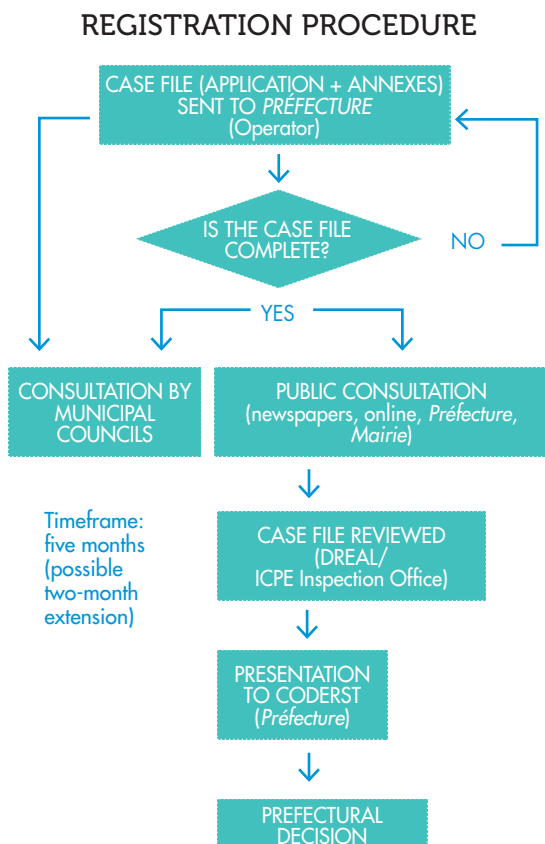 REGISTRATION PROCEDURE
CASE FILE (APPLICATION + ANNEXES)
SENT TO PRÉFECTURE
(Operator)
IS THE CASE FILE
COMPLETE?
NO
YES
CONSULTATION BY
MUNICIPAL
COUNCILS
PUBLIC CONSULTATION
(newspapers, online, Préfecture,
Mairie)
Timeframe:
five months
(possible
two-month
extension)
CASE FILE REVIEWED
(DREAL/
ICPE Inspection Office)
PRESENTATION
TO CODERST
(Préfecture)
PREFECTURAL
DECISION